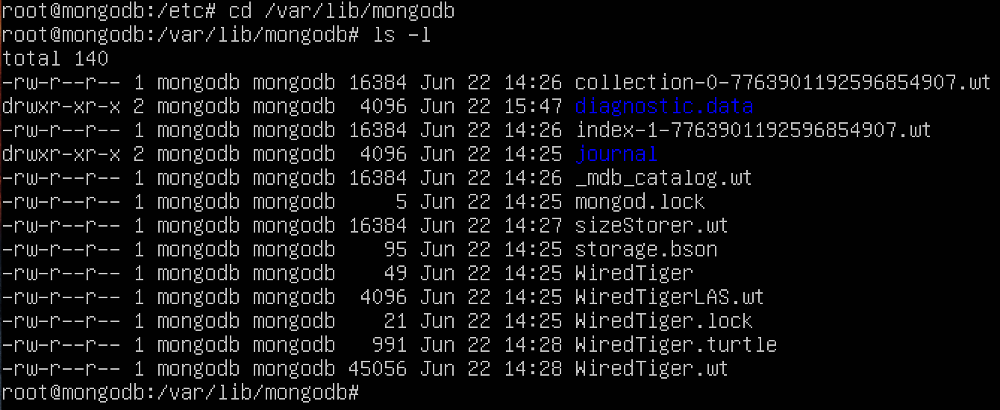 root@mongodb:/etc# cd /var/lib/mongodb
root@mongodb:/var/lib/mongodb# ls -l
total 140
-rw-r--r-- 1 mongodb mongodb 16384 Jun 22 14:26 collection-0-7763901192596854907.wt
drwxr-xr-x 2 mongodb mongodb  4096 Jun 22 15:47 diagnostic.data
-rw-r--r-- 1 mongodb mongodb 16384 Jun 22 14:26 index-1-7763901192596854907.wt
drwxr-xr-x 2 mongodb mongodb  4096 Jun 22 14:25 journal
-rw-r--r-- 1 mongodb mongodb 16384 Jun 22 14:26 _mdb_catalog.wt
-rw-r--r-- 1 mongodb mongodb     5 Jun 22 14:25 mongod.lock
-rw-r--r-- 1 mongodb mongodb 16384 Jun 22 14:27 sizeStorer.wt
-rw-r--r-- 1 mongodb mongodb    95 Jun 22 14:25 storage.bson
-rw-r--r-- 1 mongodb mongodb    49 Jun 22 14:25 WiredTiger
-rw-r--r-- 1 mongodb mongodb  4096 Jun 22 14:25 WiredTigerLAS.wt
-rw-r--r-- 1 mongodb mongodb    21 Jun 22 14:25 WiredTiger.lock
-rw-r--r-- 1 mongodb mongodb   991 Jun 22 14:28 WiredTiger.turtle
-rw-r--r-- 1 mongodb mongodb 45056 Jun 22 14:28 WiredTiger.wt
root@mongodb:/var/lib/mongodb#